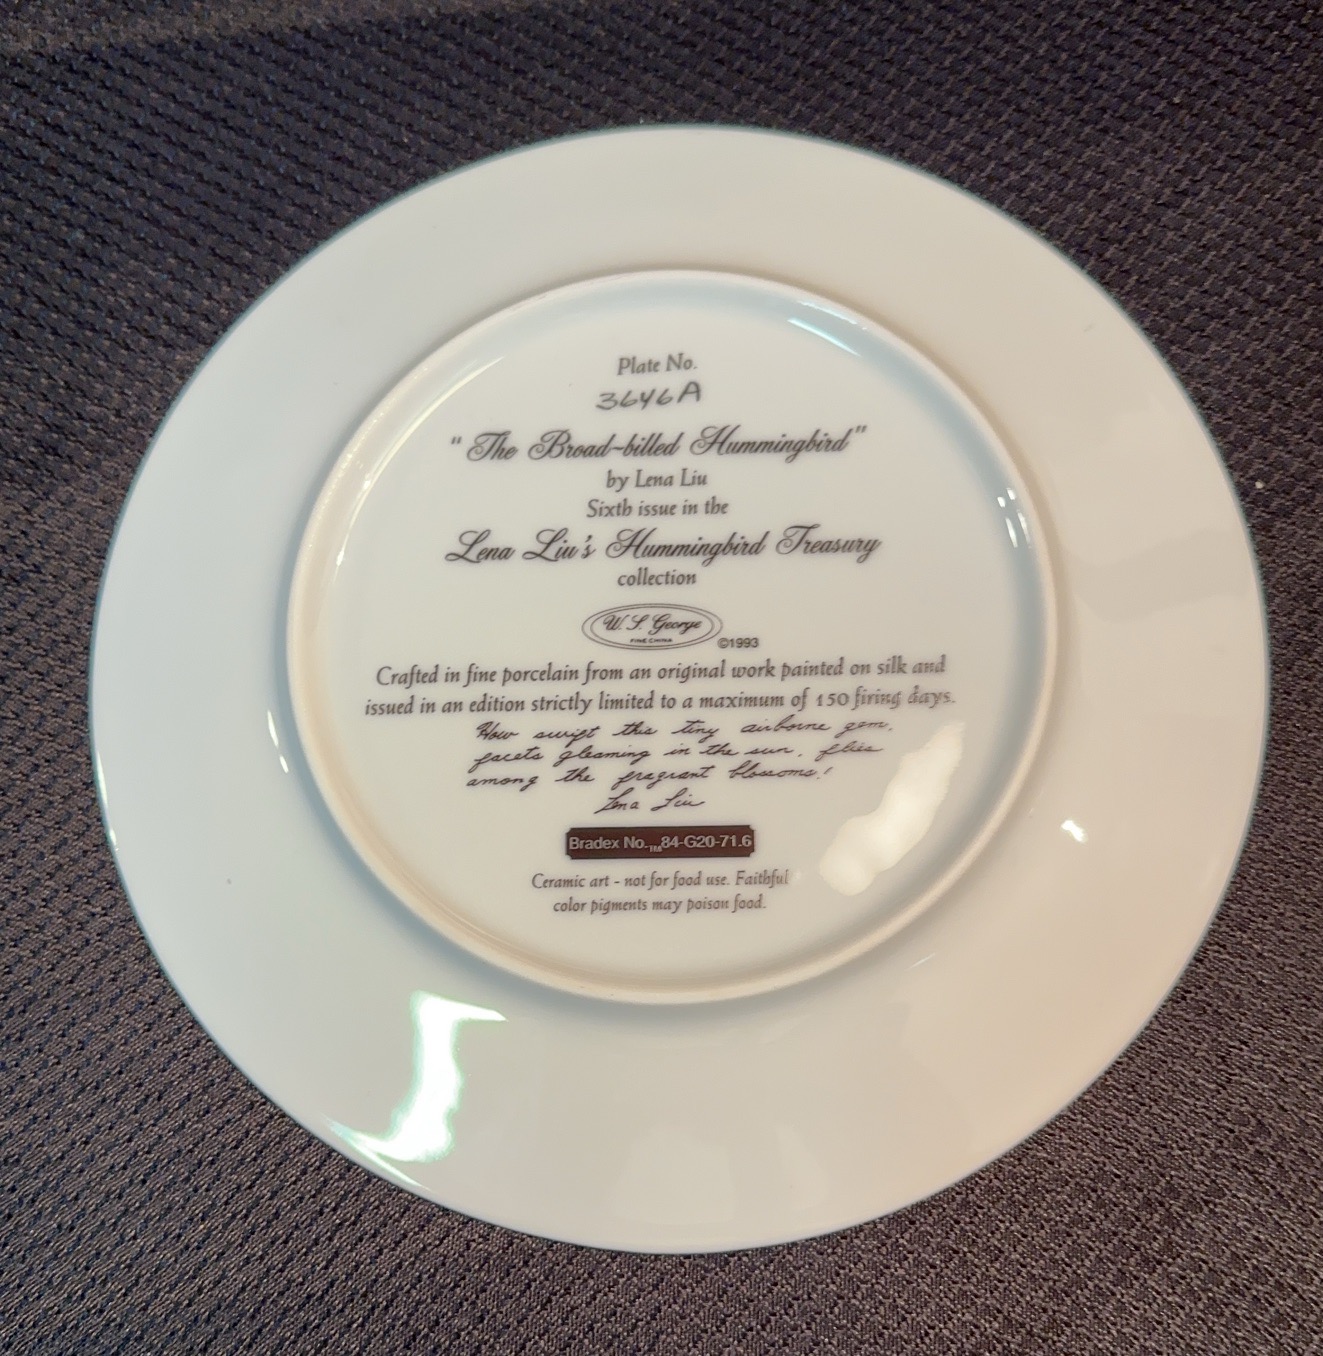 Plate No.
3646A
"The Broad-billed Hummingbird"
by Lena Liu
Sixth issue in the
Lena Liu's Hummingbird Treasury
collection
W. S. George
FINE CHINA
©1993
Crafted in fine porcelain from an original work painted on silk and
issued in an edition strictly limited to a maximum of 150 firing days.
How swift this tiny airborne gem,
facets gleaming in the sun, flies
among the fragrant blossoms!
Lena Liu
Bradex No.™84-G20-71.6
Ceramic art - not for food use. Faithful
color pigments may poison food.